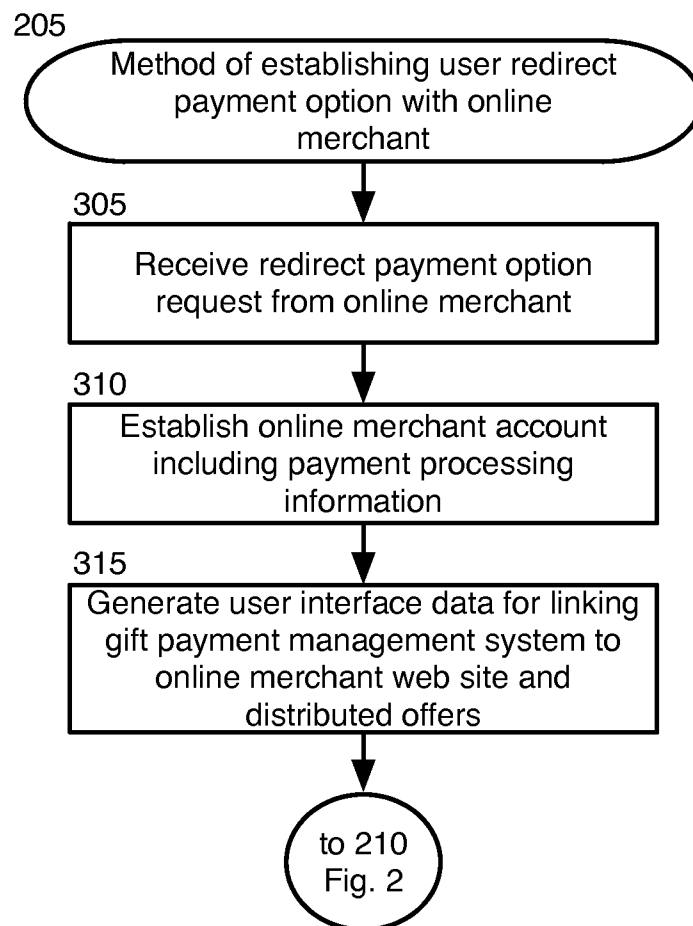 205
Method of establishing user redirect
payment option with online
merchant
305
Receive redirect payment option
request from online merchant
310
Establish online merchant account
including payment processing
information
315
Generate user interface data for linking
gift payment management system to
online merchant web site and
distributed offers
to 210
Fig. 2